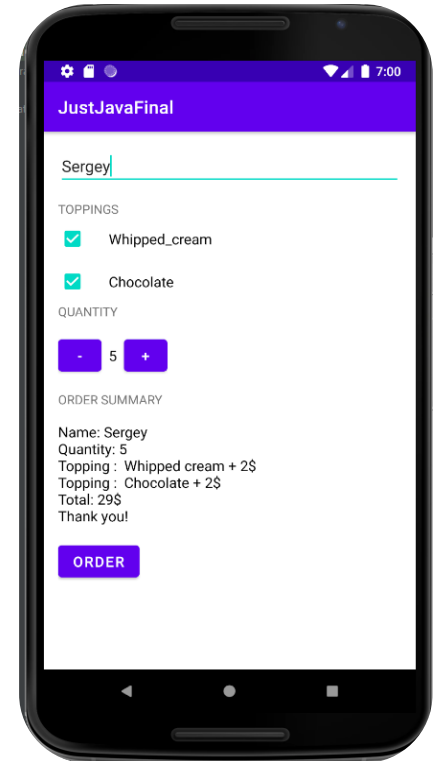 7:00
JustJavaFinal
Sergey
TOPPINGS
Whipped_cream
Chocolate
QUANTITY
- 5 +
ORDER SUMMARY
Name: Sergey
Quantity: 5
Topping :  Whipped cream + 2$
Topping :  Chocolate + 2$
Total: 29$
Thank you!
ORDER